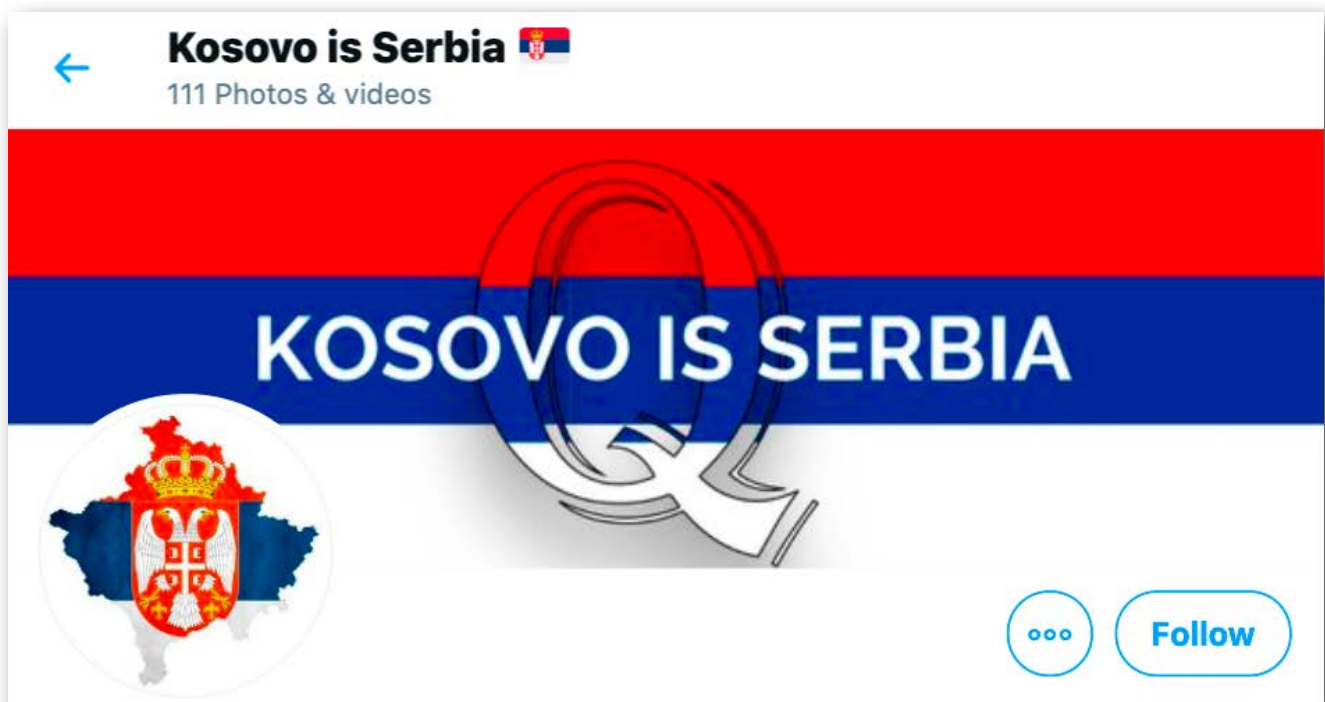 Kosovo is Serbia 🇷🇸
111 Photos & videos
Q
KOSOVO IS SERBIA
Follow